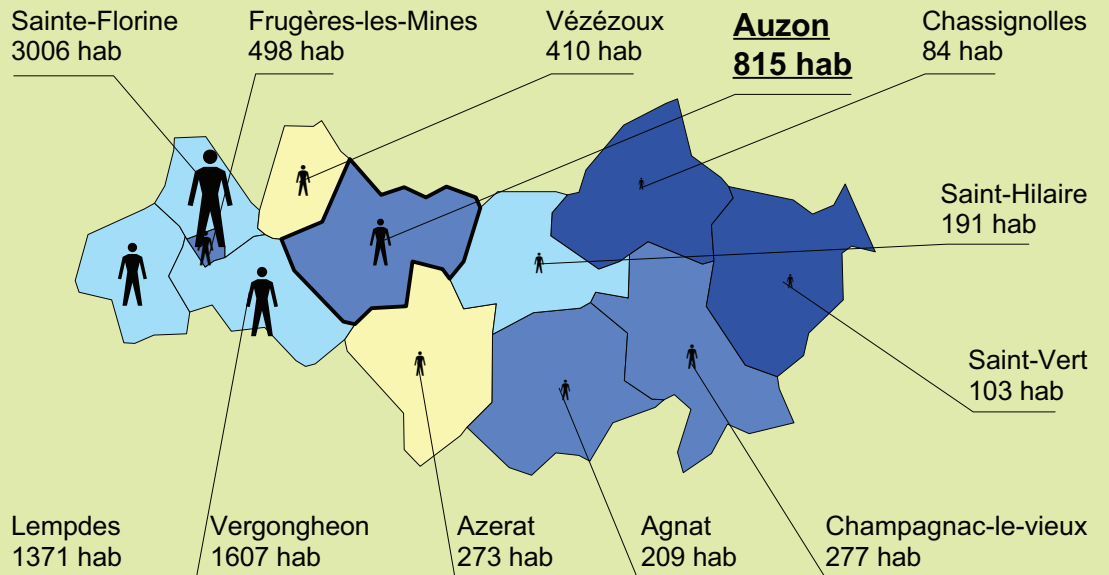 Sainte-Florine
3006 hab
Frugères-les-Mines
498 hab
Vézézoux
410 hab
Auzon
815 hab
Chassignolles
84 hab
Saint-Hilaire
191 hab
Saint-Vert
103 hab
Lempdes
1371 hab
Vergongheon
1607 hab
Azerat
273 hab
Agnat
209 hab
Champagnac-le-vieux
277 hab